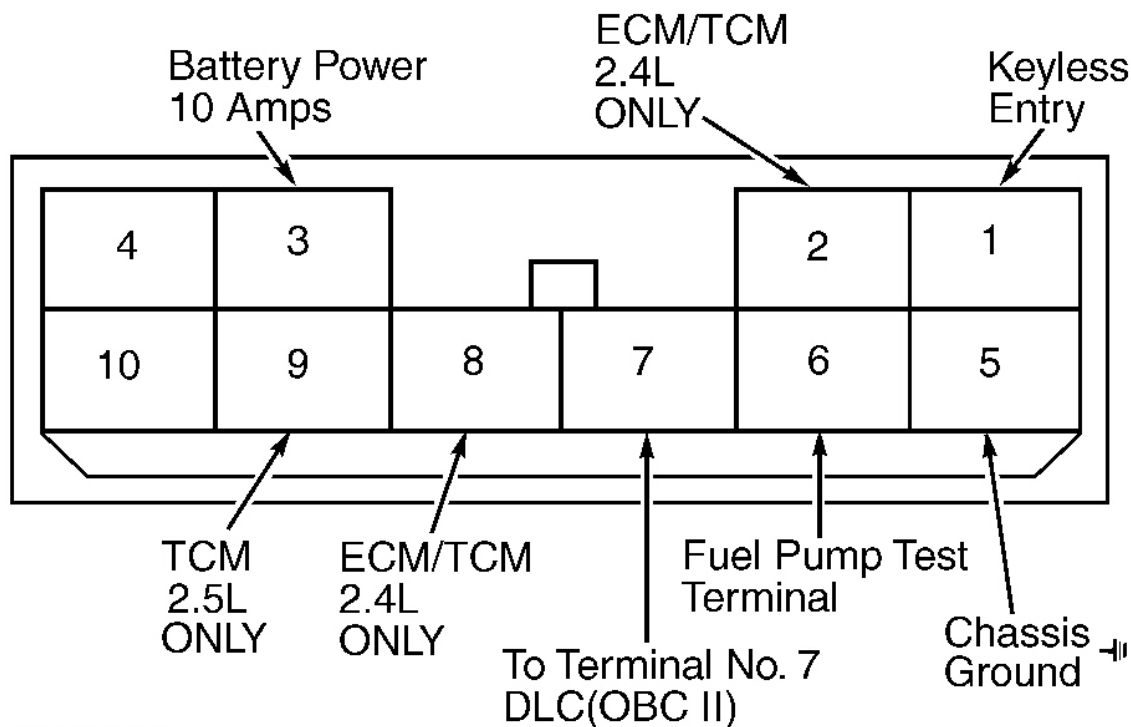 Battery Power
10 Amps
ECM/TCM
2.4L
ONLY
Keyless
Entry
4
3
2
1
10
9
8
7
6
5
TCM
2.5L
ONLY
ECM/TCM
2.4L
ONLY
To Terminal No. 7
DLC(OBC II)
Fuel Pump Test
Terminal
Chassis
Ground